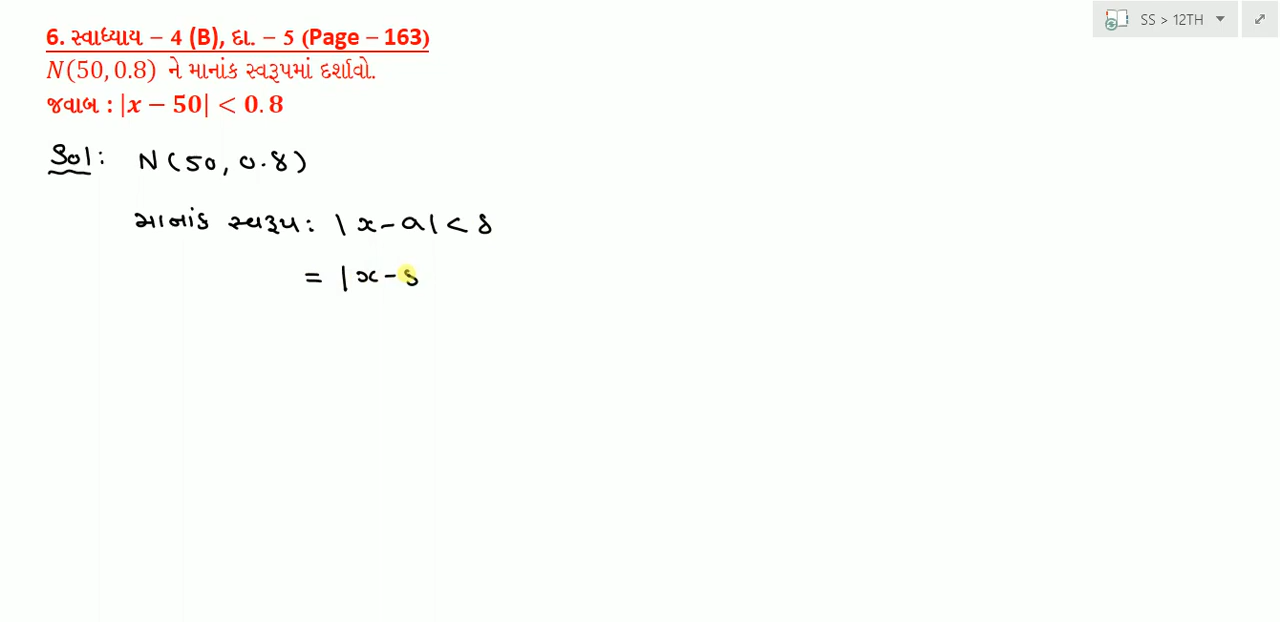 SS > 12TH
6. સ્વાધ્યાય – 4 (B), દા. – 5 (Page – 163)
N(50, 0.8) ને માનાંક સ્વરૂપમાં દર્શાવો.
જવાબ : |x − 50| < 0.8
Sol: N(50, 0.8)
માનાંક સ્વરૂપ: |x - a| < δ
= |x - 5